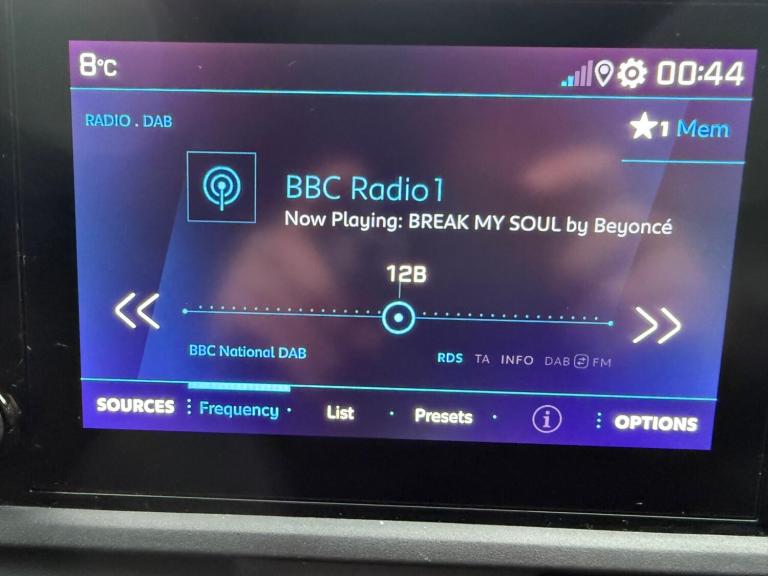 8°C 00:44
RADIO . DAB
★1 Mem
BBC Radio 1
Now Playing: BREAK MY SOUL by Beyoncé
12B
BBC National DAB
RDS TA INFO DAB FM
SOURCES Frequency List Presets i OPTIONS